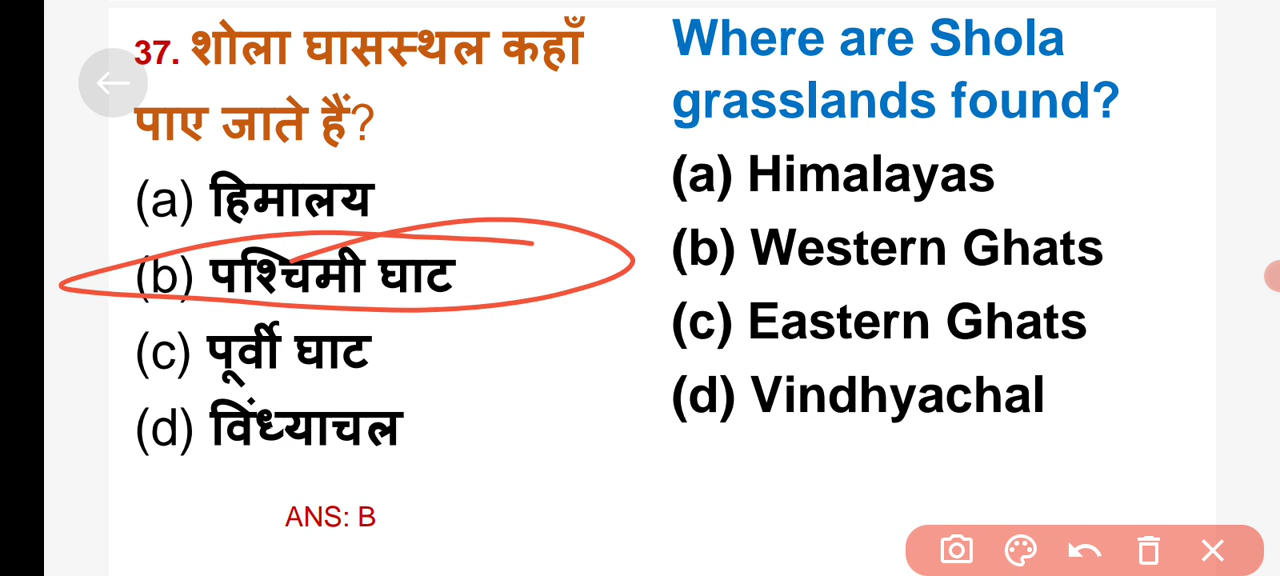 37. शोला घासस्थल कहाँ
पाए जाते हैं?
(a) हिमालय
(b) पश्चिमी घाट
(c) पूर्वी घाट
(d) विंध्याचल
ANS: B
Where are Shola
grasslands found?
(a) Himalayas
(b) Western Ghats
(c) Eastern Ghats
(d) Vindhyachal